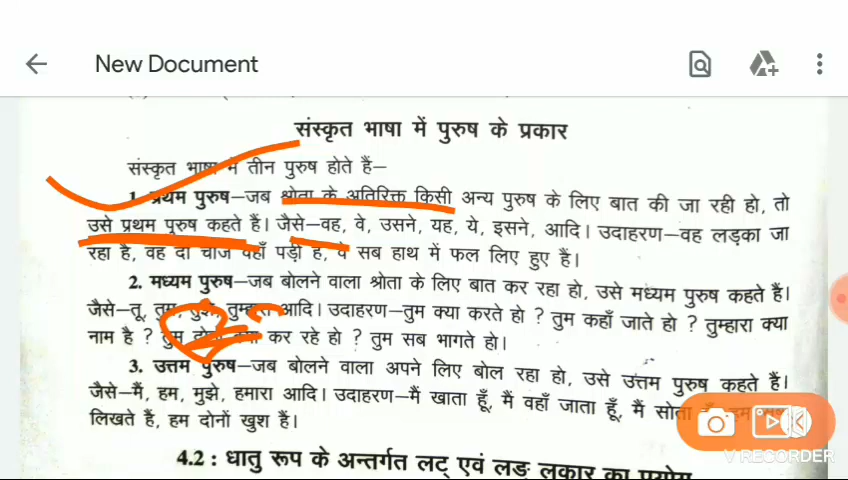 New Document
संस्कृत भाषा में पुरुष के प्रकार
संस्कृत भाषा में तीन पुरुष होते हैं–
1. प्रथम पुरुष–जब श्रोता के अतिरिक्त किसी अन्य पुरुष के लिए बात की जा रही हो, तो
उसे प्रथम पुरुष कहते हैं। जैसे–वह, वे, उसने, यह, ये, इसने, आदि। उदाहरण–वह लड़का जा
रहा है, वह दो चीजें वहाँ पड़ी हैं, वे सब हाथ में फल लिए हुए हैं।
2. मध्यम पुरुष–जब बोलने वाला श्रोता के लिए बात कर रहा हो, उसे मध्यम पुरुष कहते हैं।
जैसे–तू, तुम, तुझे, तुम्हारा आदि। उदाहरण–तुम क्या करते हो ? तुम कहाँ जाते हो ? तुम्हारा क्या
नाम है ? तुम दोनों क्या कर रहे हो ? तुम सब भागते हो।
3. उत्तम पुरुष–जब बोलने वाला अपने लिए बोल रहा हो, उसे उत्तम पुरुष कहते हैं।
जैसे–मैं, हम, मुझे, हमारा आदि। उदाहरण–मैं खाता हूँ, मैं वहाँ जाता हूँ, मैं सोता हम
लिखते हैं, हम दोनों खुश हैं।
4.2 : धातु रूप के अन्तर्गत लट् एवं लङ् लकार का प्रयोग
V RECORDER